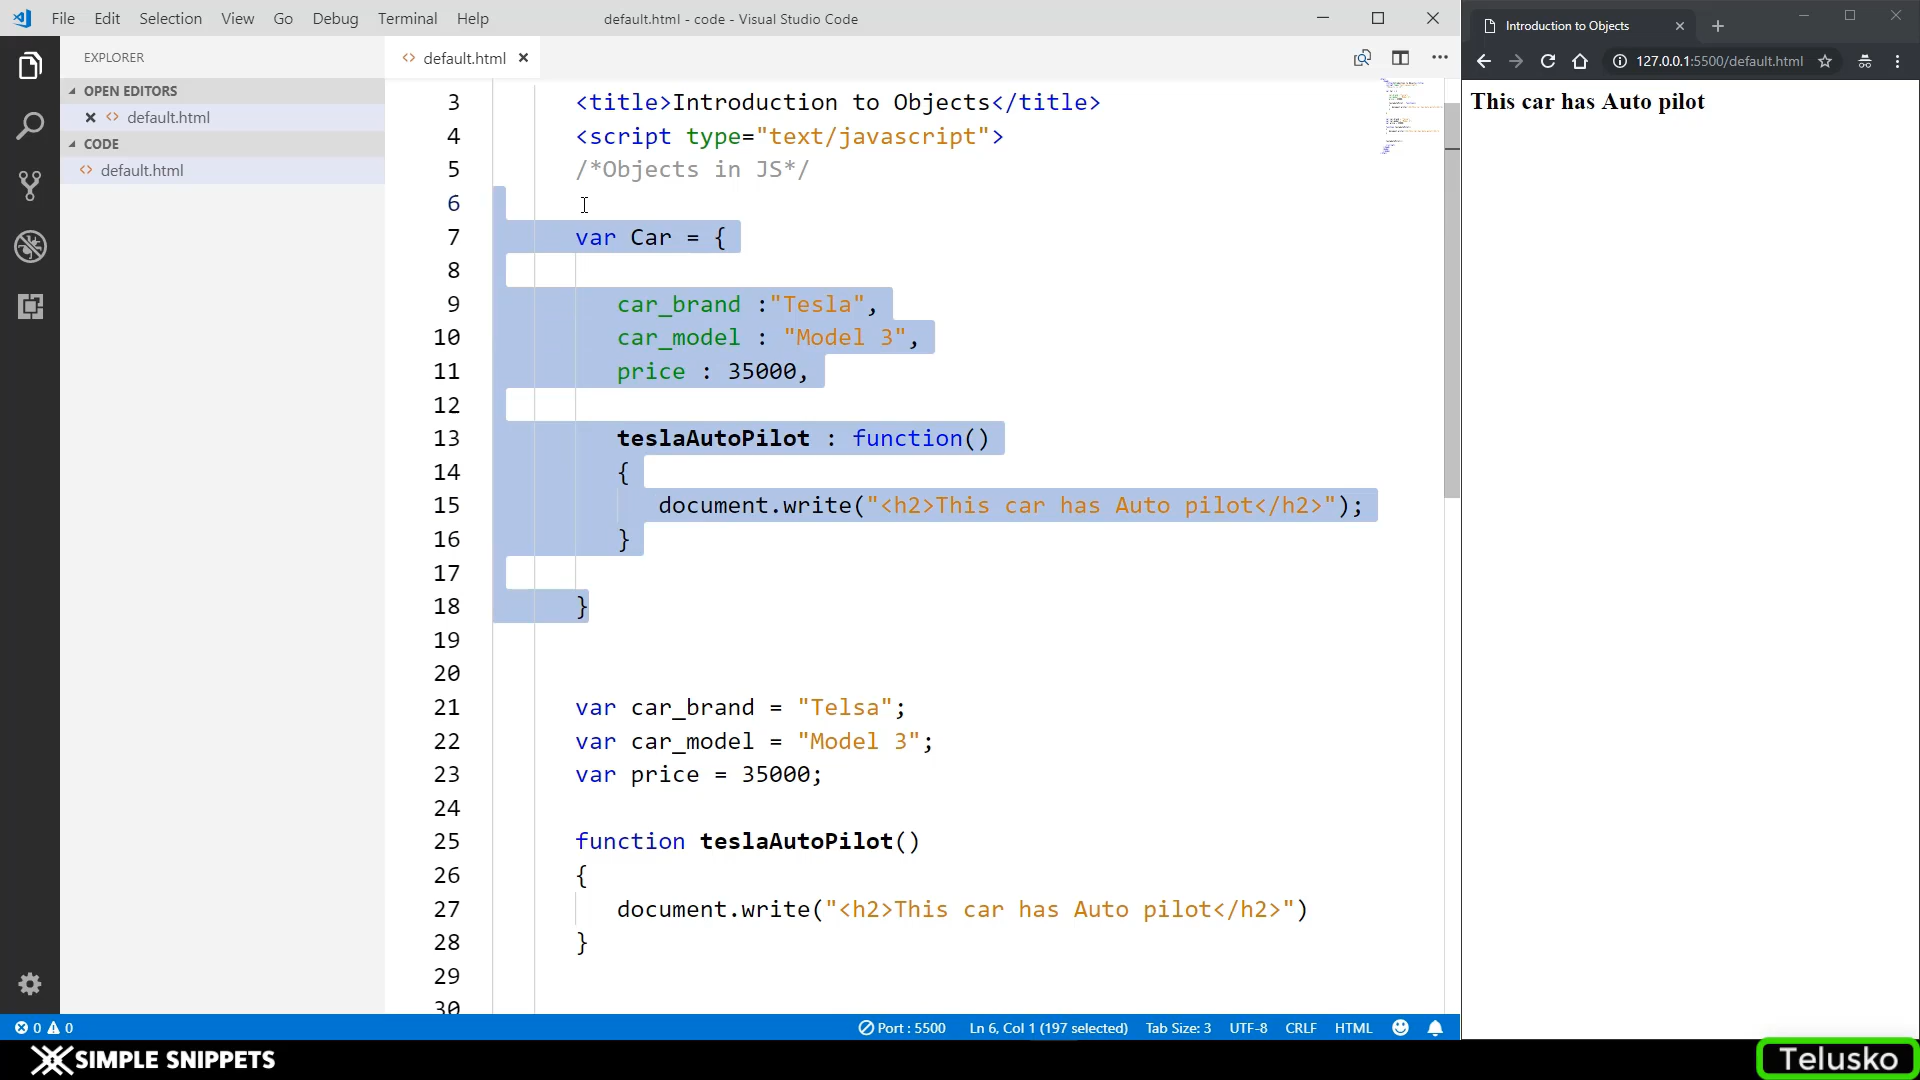 File Edit Selection View Go Debug Terminal Help
default.html - code - Visual Studio Code
Introduction to Objects
127.0.0.1:5500/default.html
EXPLORER
OPEN EDITORS
default.html
CODE
default.html
default.html
3 <title>Introduction to Objects</title>
4 <script type="text/javascript">
5 /*Objects in JS*/
6
7 var Car = {
8
9 car_brand :"Tesla",
10 car_model : "Model 3",
11 price : 35000,
12
13 teslaAutoPilot : function()
14 {
15 document.write("<h2>This car has Auto pilot</h2>");
16 }
17
18 }
19
20
21 var car_brand = "Telsa";
22 var car_model = "Model 3";
23 var price = 35000;
24
25 function teslaAutoPilot()
26 {
27 document.write("<h2>This car has Auto pilot</h2>")
28 }
29
30
This car has Auto pilot
0 0
Port : 5500 Ln 6, Col 1 (197 selected) Tab Size: 3 UTF-8 CRLF HTML
SIMPLE SNIPPETS
Telusko